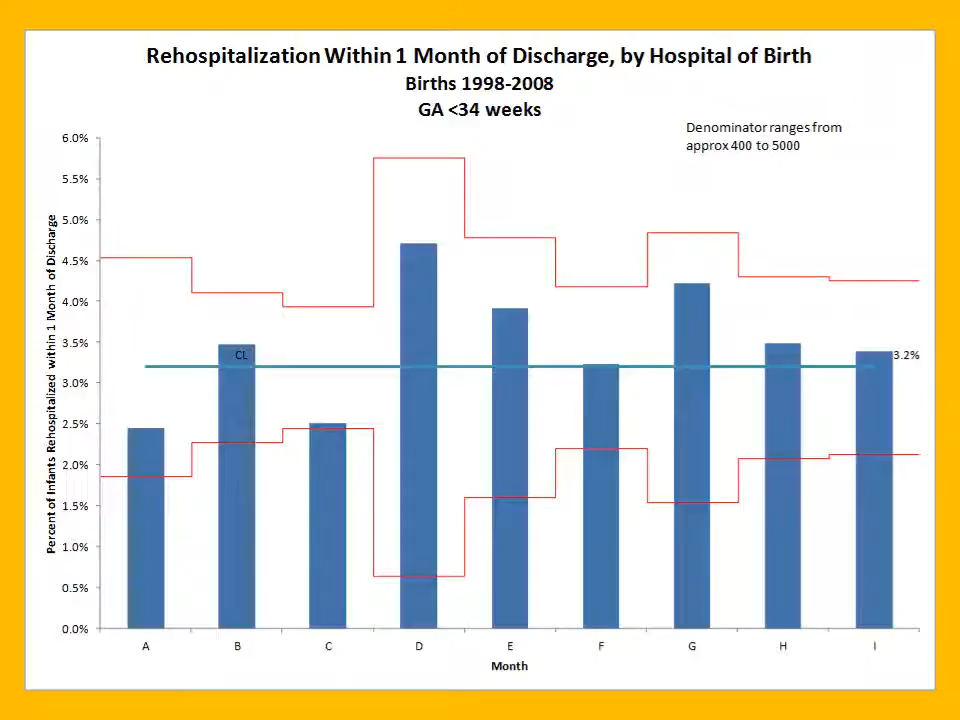 Rehospitalization Within 1 Month of Discharge, by Hospital of Birth
Births 1998-2008
GA <34 weeks
Denominator ranges from
approx 400 to 5000
Percent of Infants Rehospitalized within 1 Month of Discharge
6.0%
5.5%
5.0%
4.5%
4.0%
3.5%
3.0%
2.5%
2.0%
1.5%
1.0%
0.5%
0.0%
CL
3.2%
A B C D E F G H I
Month